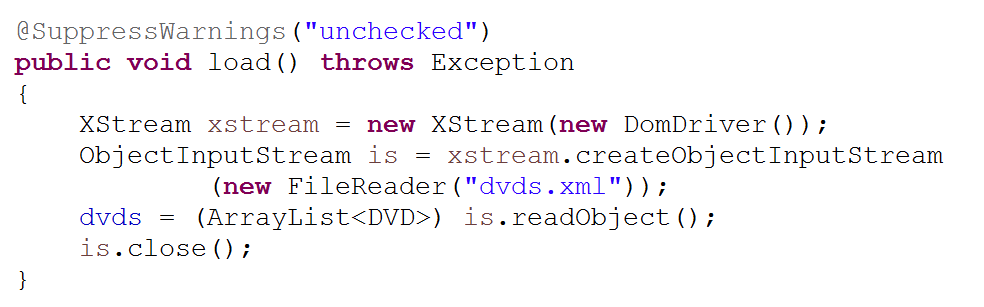 @SuppressWarnings("unchecked")
public void load() throws Exception
{
    XStream xstream = new XStream(new DomDriver());
    ObjectInputStream is = xstream.createObjectInputStream
            (new FileReader("dvds.xml"));
    dvds = (ArrayList<DVD>) is.readObject();
    is.close();
}